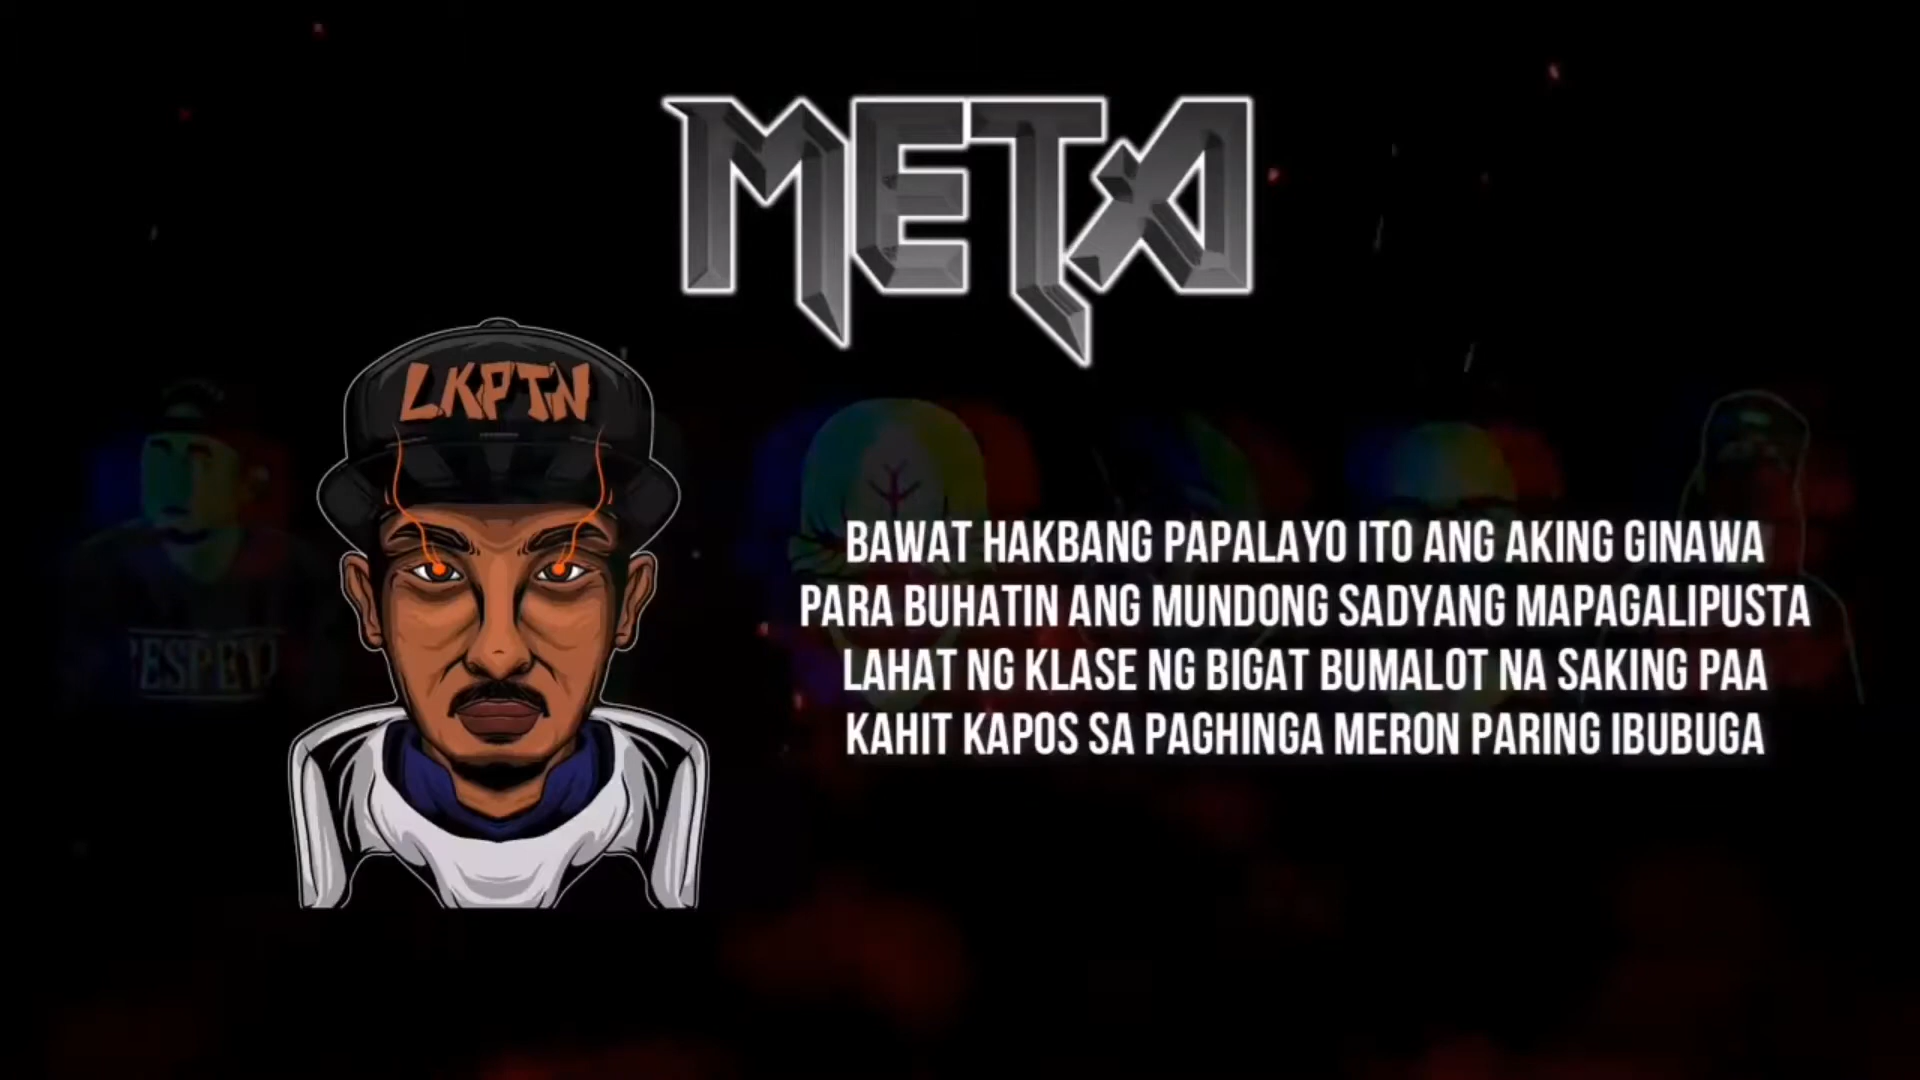 META
LKPTN
BAWAT HAKBANG PAPALAYO ITO ANG AKING GINAWA
PARA BUHATIN ANG MUNDONG SADYANG MAPAGALIPUSTA
LAHAT NG KLASE NG BIGAT BUMALOT NA SAKING PAA
KAHIT KAPOS SA PAGHINGA MERON PARING IBUBUGA